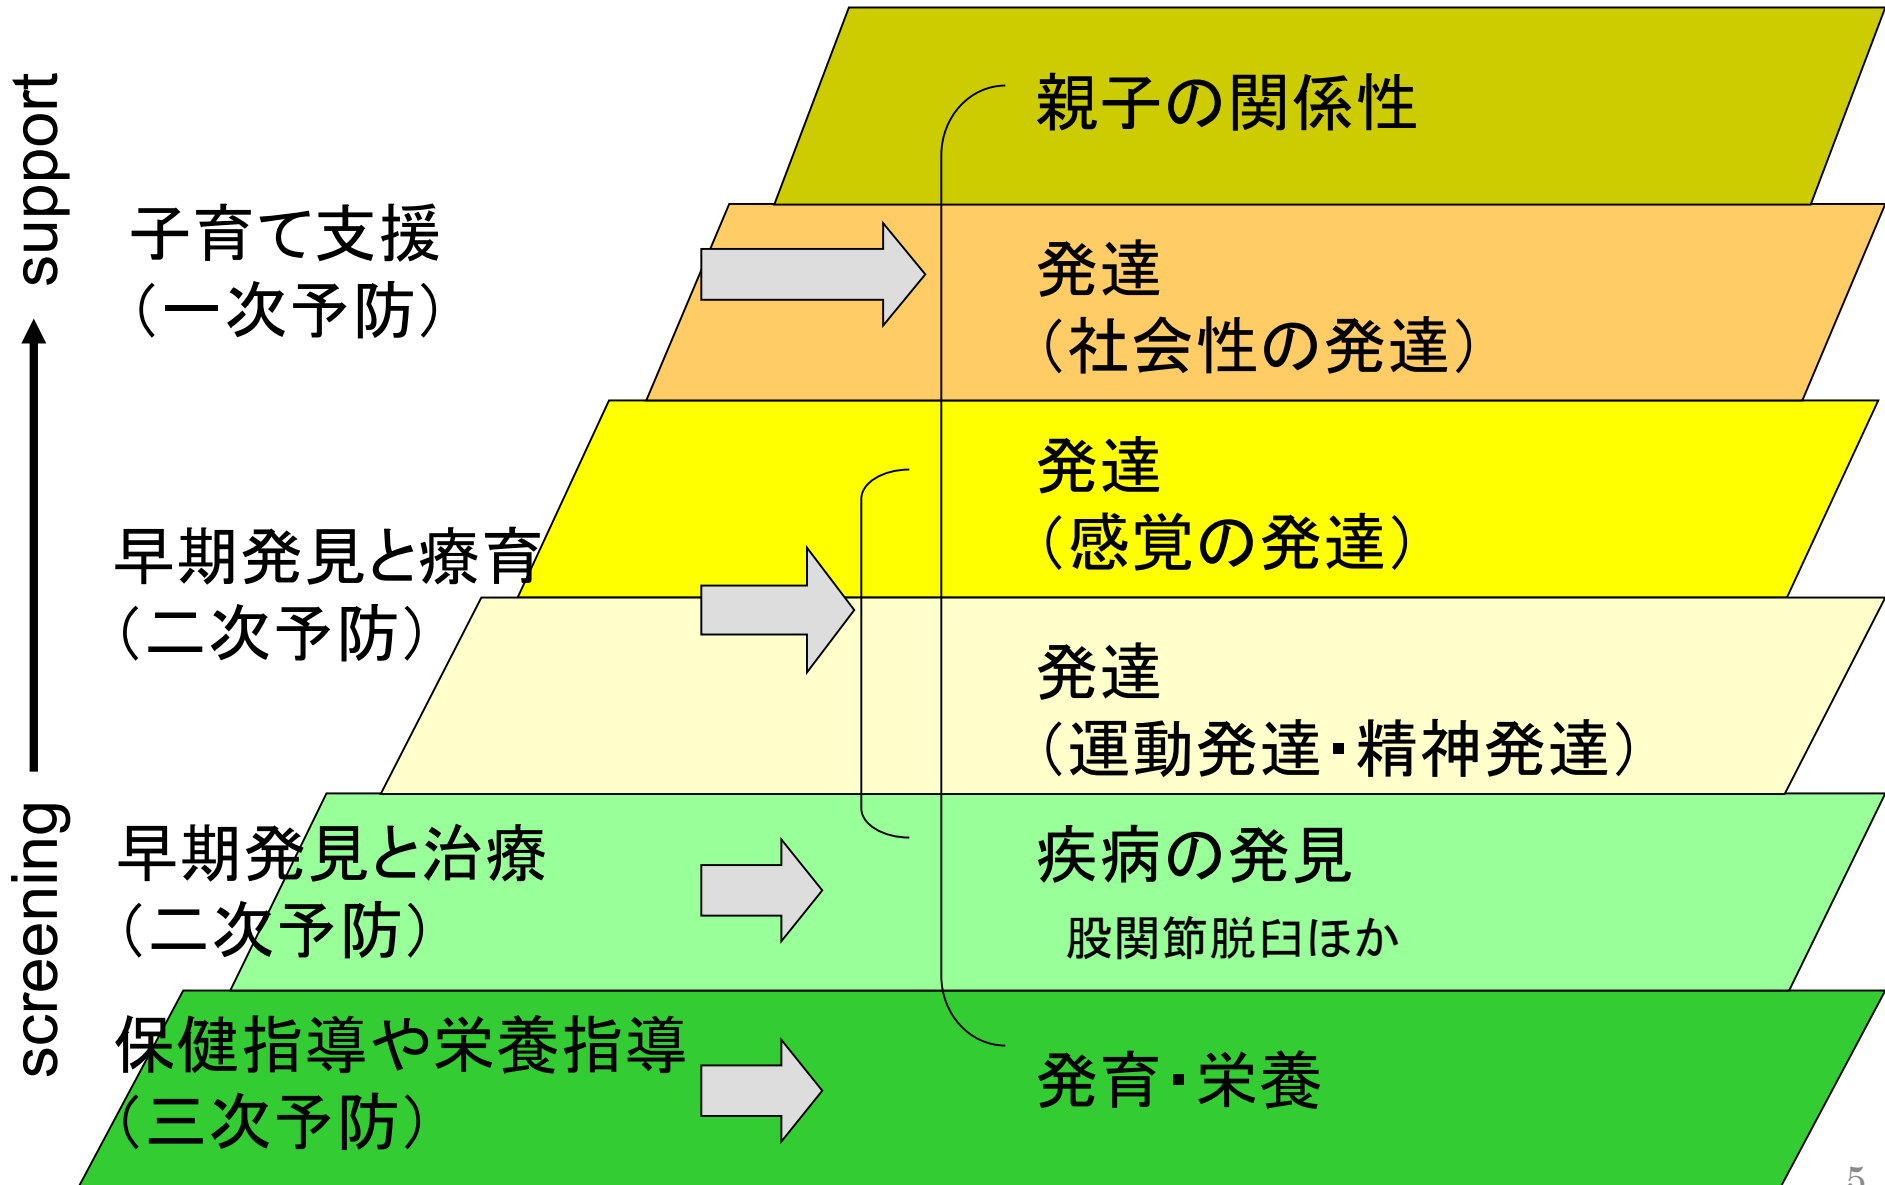 support
screening
子育て支援
（一次予防）
早期発見と療育
（二次予防）
早期発見と治療
（二次予防）
保健指導や栄養指導
（三次予防）
親子の関係性
発達
（社会性の発達）
発達
（感覚の発達）
発達
（運動発達・精神発達）
疾病の発見
股関節脱臼ほか
発育・栄養
5